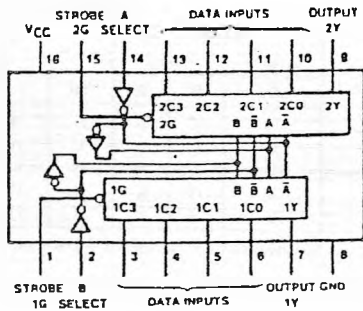 STROBE A DATA INPUTS OUTPUT
VCC 2G SELECT 2Y
16 15 14 13 12 11 10 9
2C3 2C2 2C1 2C0 2Y
2G
B B̅ A A̅
B B̅ A A̅
1G
1C3 1C2 1C1 1C0 1Y
1 2 3 4 5 6 7 8
STROBE B DATA INPUTS OUTPUT GND
1G SELECT 1Y